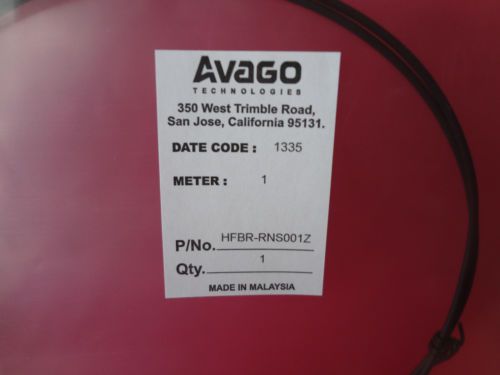 AVAGO
TECHNOLOGIES
350 West Trimble Road,
San Jose, California 95131.
DATE CODE : 1335
METER : 1
P/No. HFBR-RNS001Z
Qty. 1
MADE IN MALAYSIA